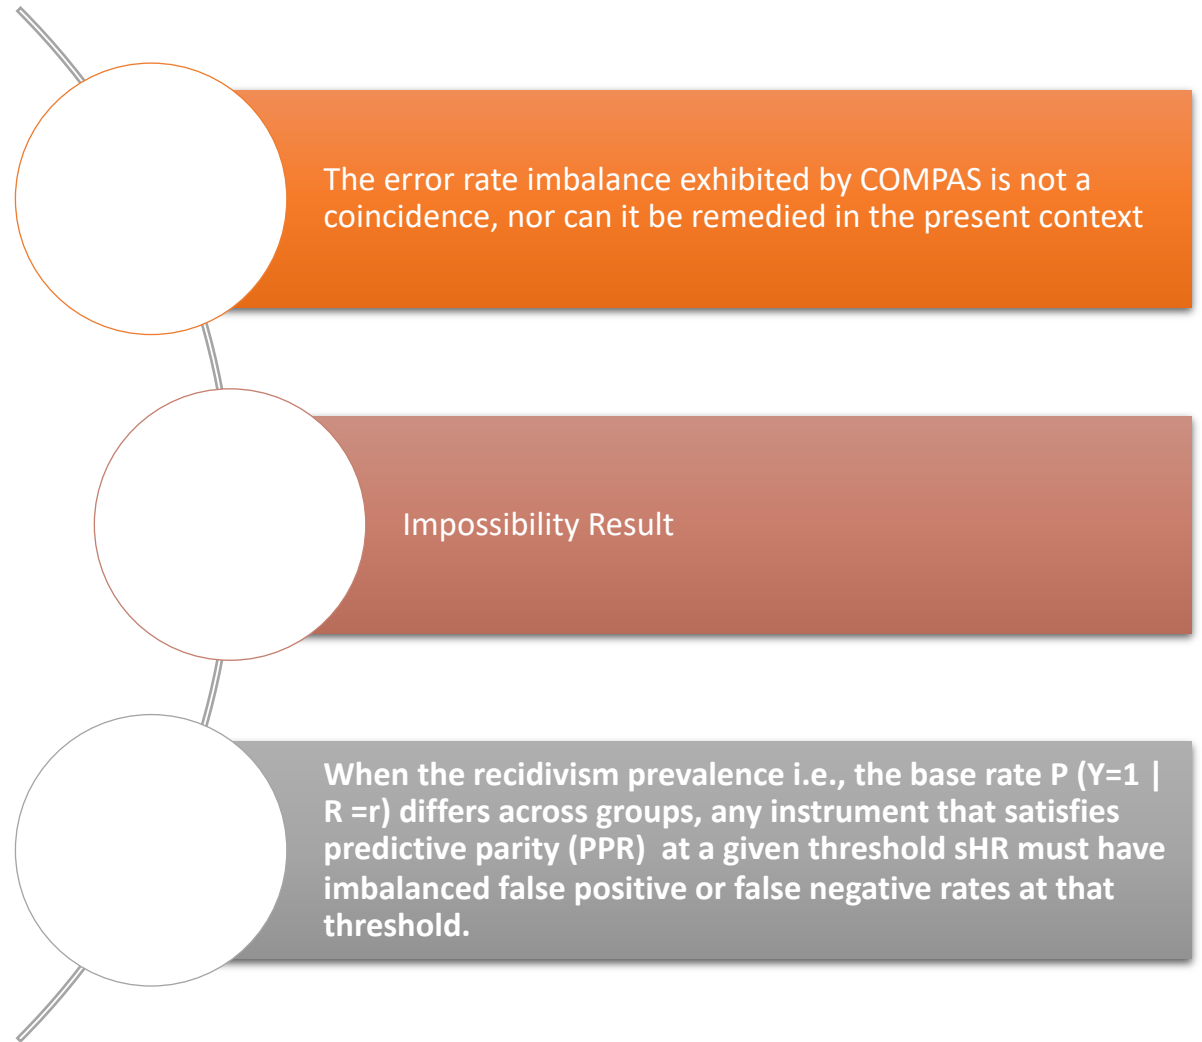 The error rate imbalance exhibited by COMPAS is not a
coincidence, nor can it be remedied in the present context
Impossibility Result
When the recidivism prevalence i.e., the base rate P (Y=1 |
R =r) differs across groups, any instrument that satisfies
predictive parity (PPR)  at a given threshold sHR must have
imbalanced false positive or false negative rates at that
threshold.